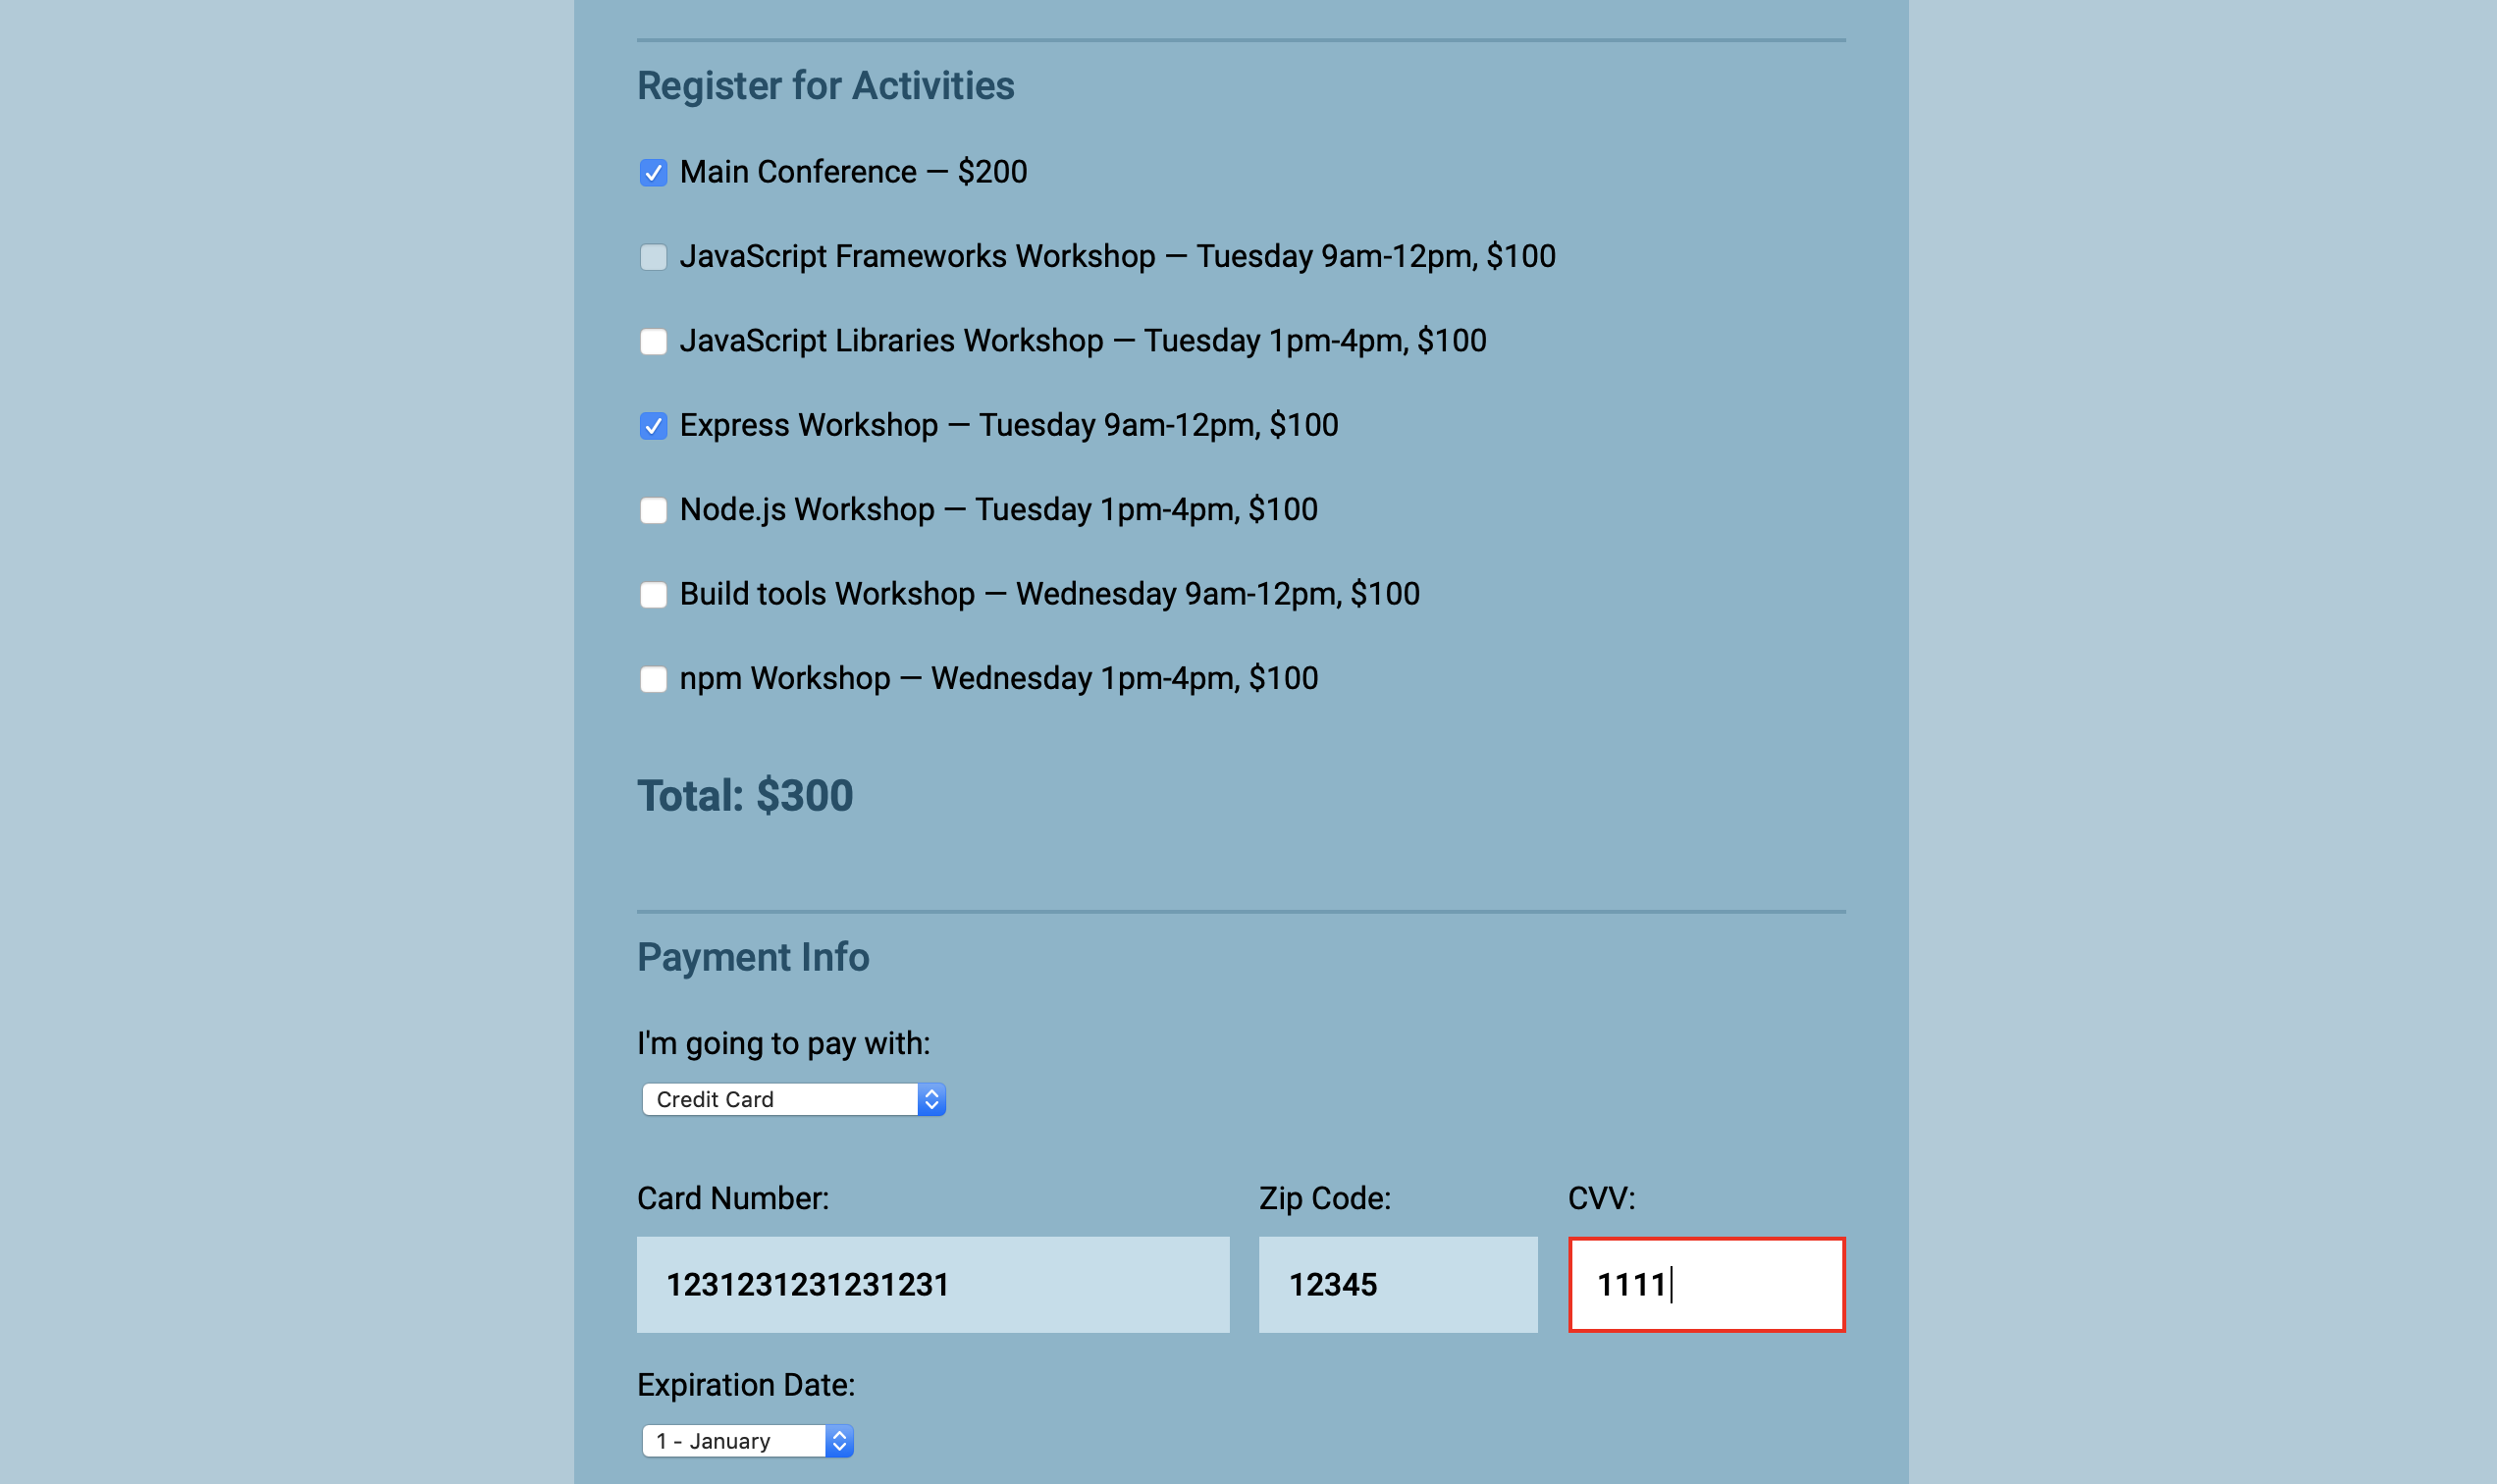 Register for Activities
Main Conference — $200
JavaScript Frameworks Workshop — Tuesday 9am-12pm, $100
JavaScript Libraries Workshop — Tuesday 1pm-4pm, $100
Express Workshop — Tuesday 9am-12pm, $100
Node.js Workshop — Tuesday 1pm-4pm, $100
Build tools Workshop — Wednesday 9am-12pm, $100
npm Workshop — Wednesday 1pm-4pm, $100
Total: $300
Payment Info
I'm going to pay with:
Credit Card
Card Number: Zip Code: CVV:
1231231231231231 12345 1111
Expiration Date:
1 - January